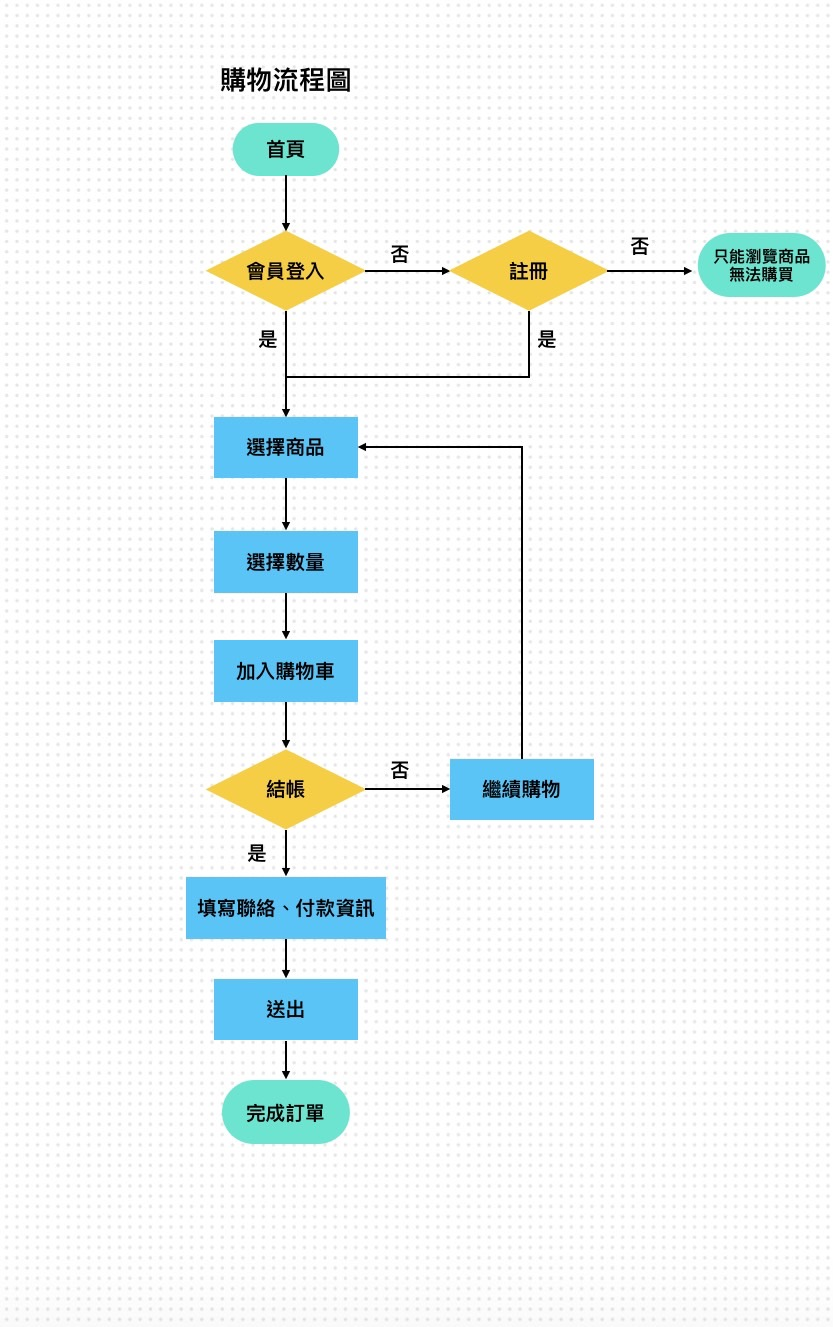 購物流程圖
首頁
會員登入
否
註冊
否
只能瀏覽商品
無法購買
是
是
選擇商品
選擇數量
加入購物車
結帳
否
繼續購物
是
填寫聯絡、付款資訊
送出
完成訂單